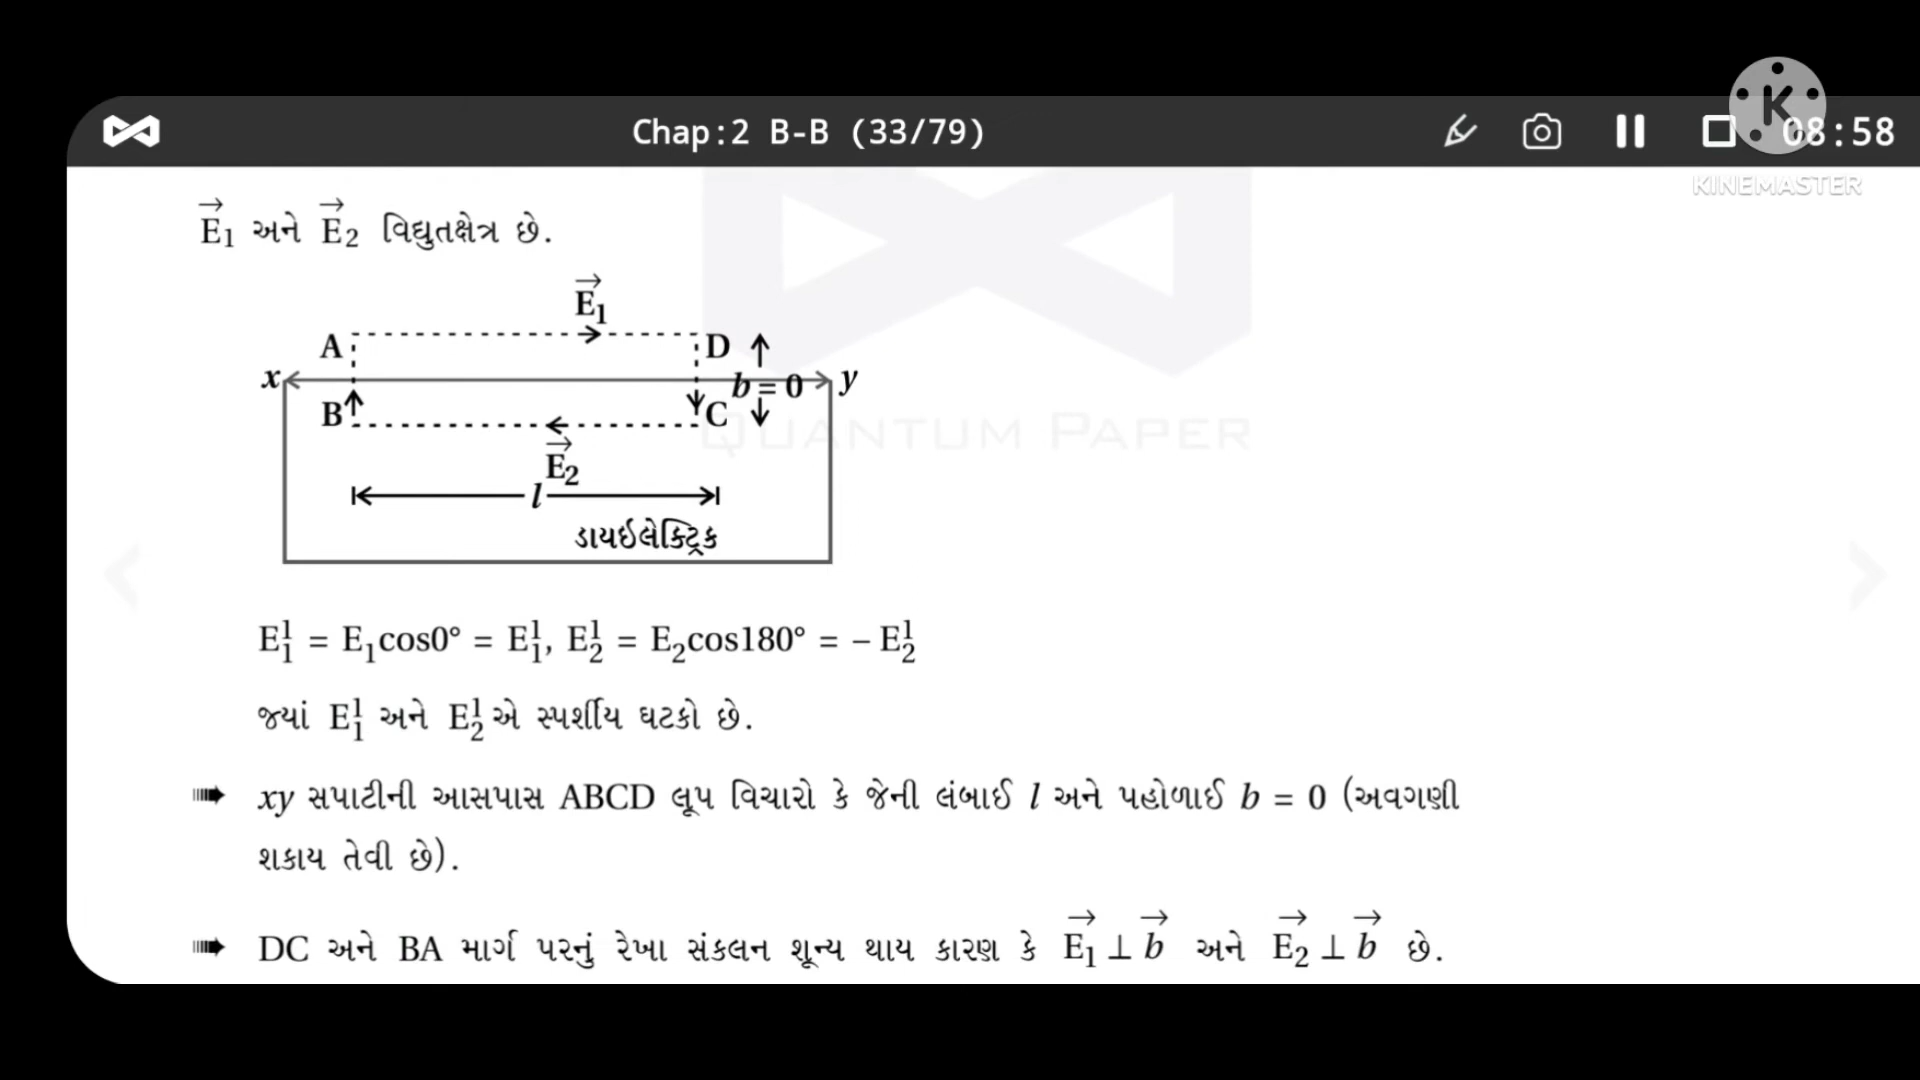 Chap:2 B-B (33/79)
08:58
KINEMASTER
E⃗₁ અને E⃗₂ વિદ્યુતક્ષેત્ર છે.
E⃗₁
A D
x b = 0 y
B C
E⃗₂
l
ડાયઇલેક્ટ્રિક
QUANTUM PAPER
E₁¹ = E₁cos0° = E₁¹, E₂¹ = E₂cos180° = – E₂¹
જ્યાં E₁¹ અને E₂¹ એ સ્પર્શીય ઘટકો છે.
➠ xy સપાટીની આસપાસ ABCD લૂપ વિચારો કે જેની લંબાઈ l અને પહોળાઈ b = 0 (અવગણી
શકાય તેવી છે).
➠ DC અને BA માર્ગ પરનું રેખા સંકલન શૂન્ય થાય કારણ કે E⃗₁ ⊥ b⃗ અને E⃗₂ ⊥ b⃗ છે.